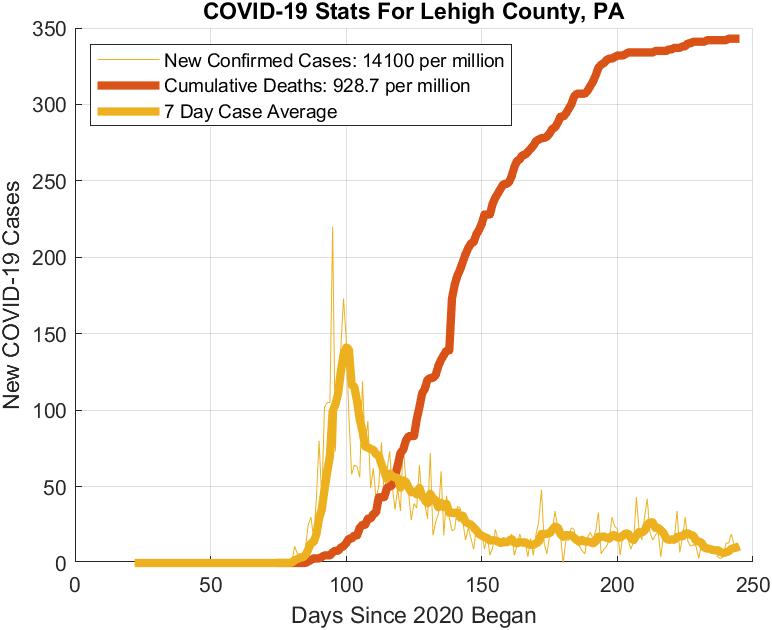 COVID-19 Stats For Lehigh County, PA
350
300
250
200
150
100
50
0
New COVID-19 Cases
New Confirmed Cases: 14100 per million
Cumulative Deaths: 928.7 per million
7 Day Case Average
0 50 100 150 200 250
Days Since 2020 Began